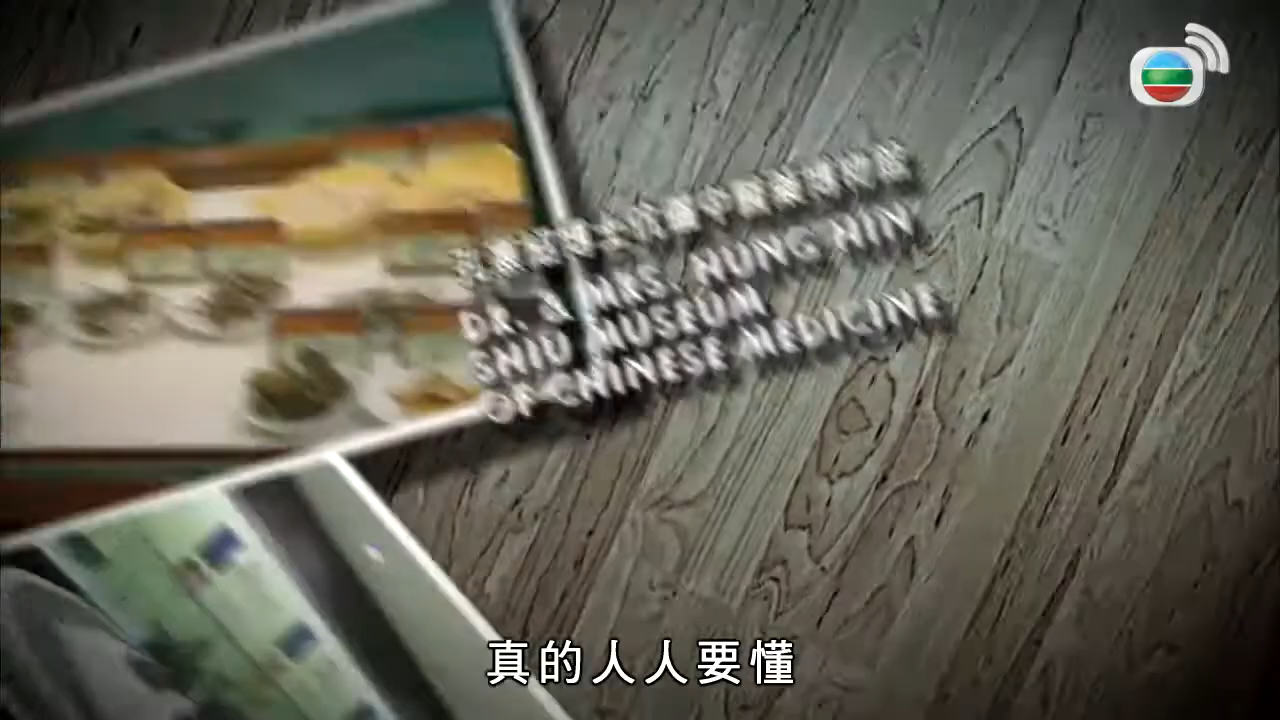 DR. & MRS. HUNG HIN
SHIU MUSEUM
OF CHINESE MEDICINE
真的人人要懂